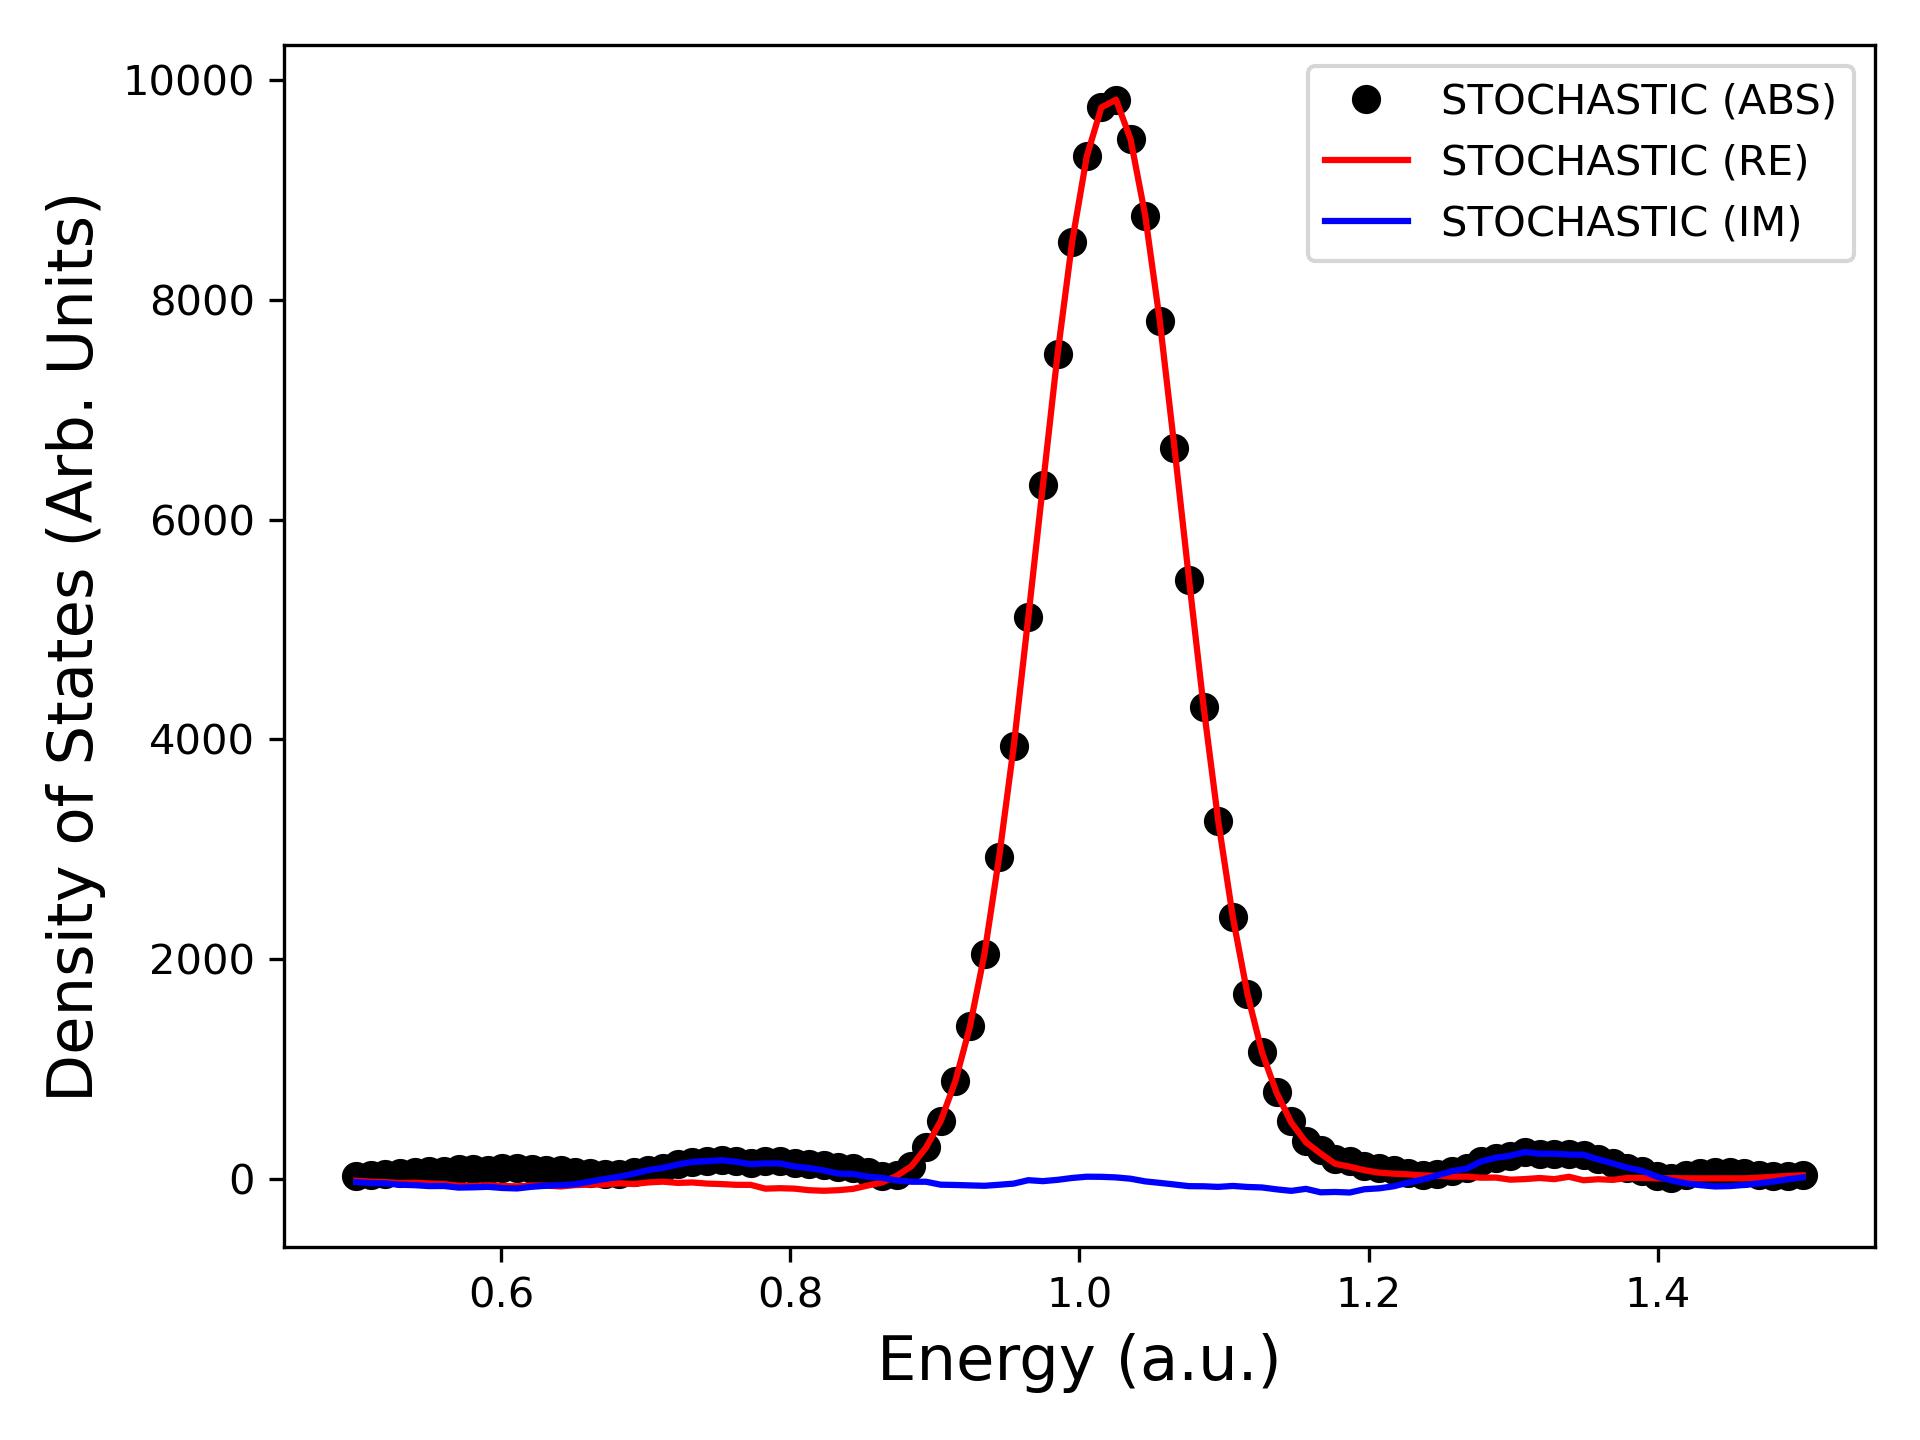 10000
8000
6000
4000
2000
0
Density of States (Arb. Units)
STOCHASTIC (ABS)
STOCHASTIC (RE)
STOCHASTIC (IM)
0.6
0.8
1.0
1.2
1.4
Energy (a.u.)